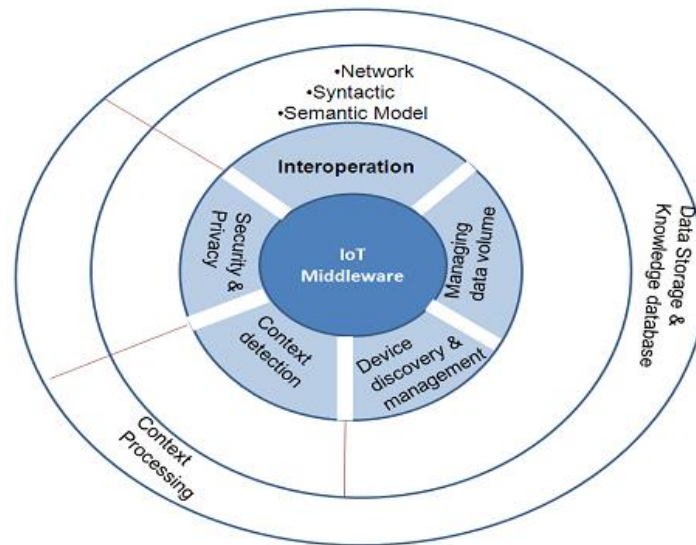 •Network
•Syntactic
•Semantic Model
Interoperation
Security &
Privacy
IoT
Middleware
Managing
data volume
Data Storage &
Knowledge database
Context
detection
Device
discovery &
management
Context
Processing